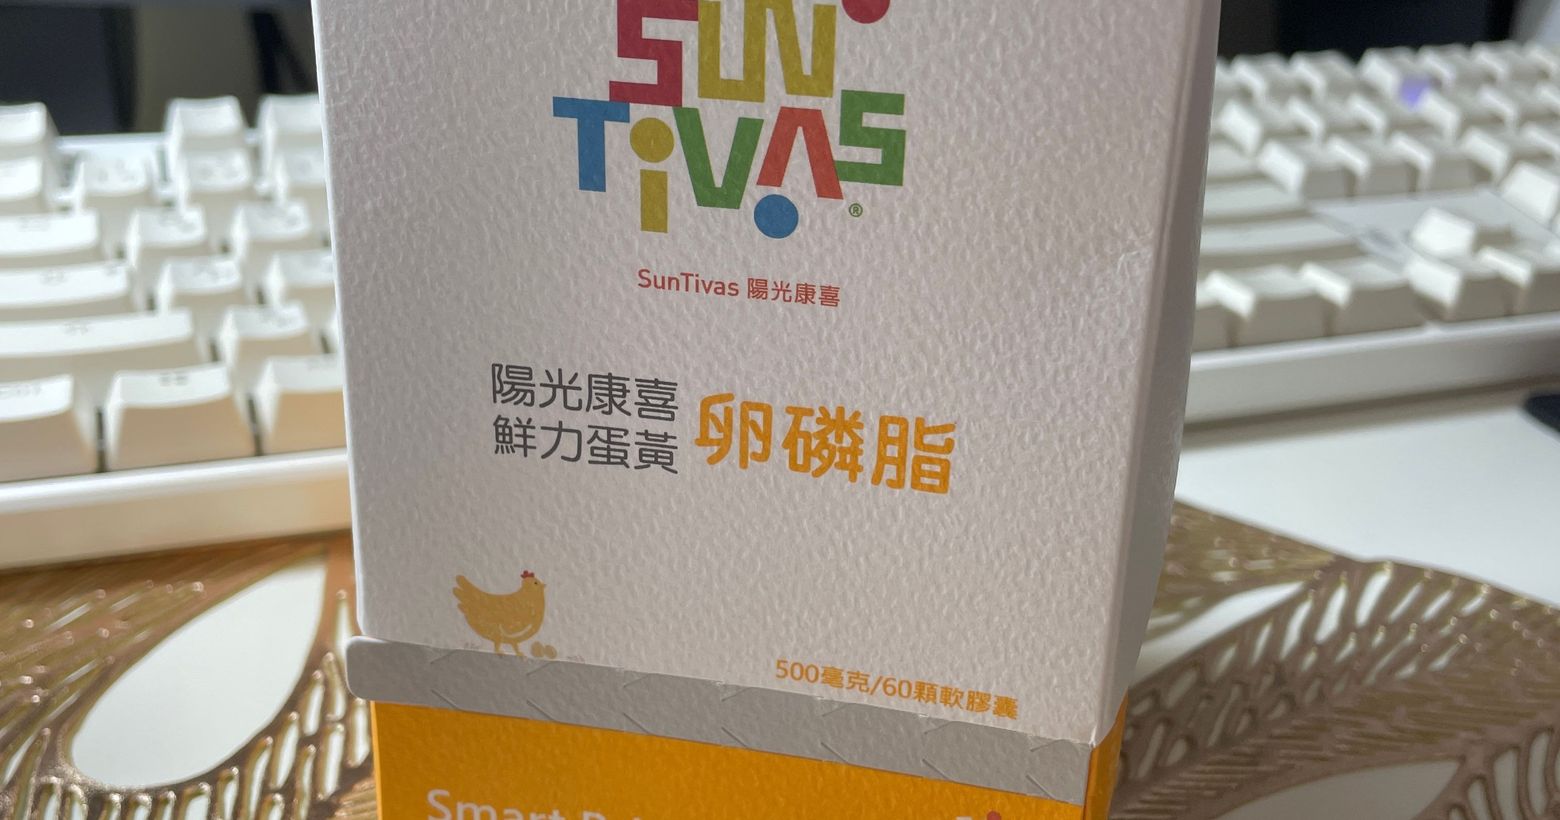 SUN
TiVAS®
SunTivas 陽光康喜
陽光康喜
鮮力蛋黃
卵磷脂
500毫克/60顆軟膠囊
Smart